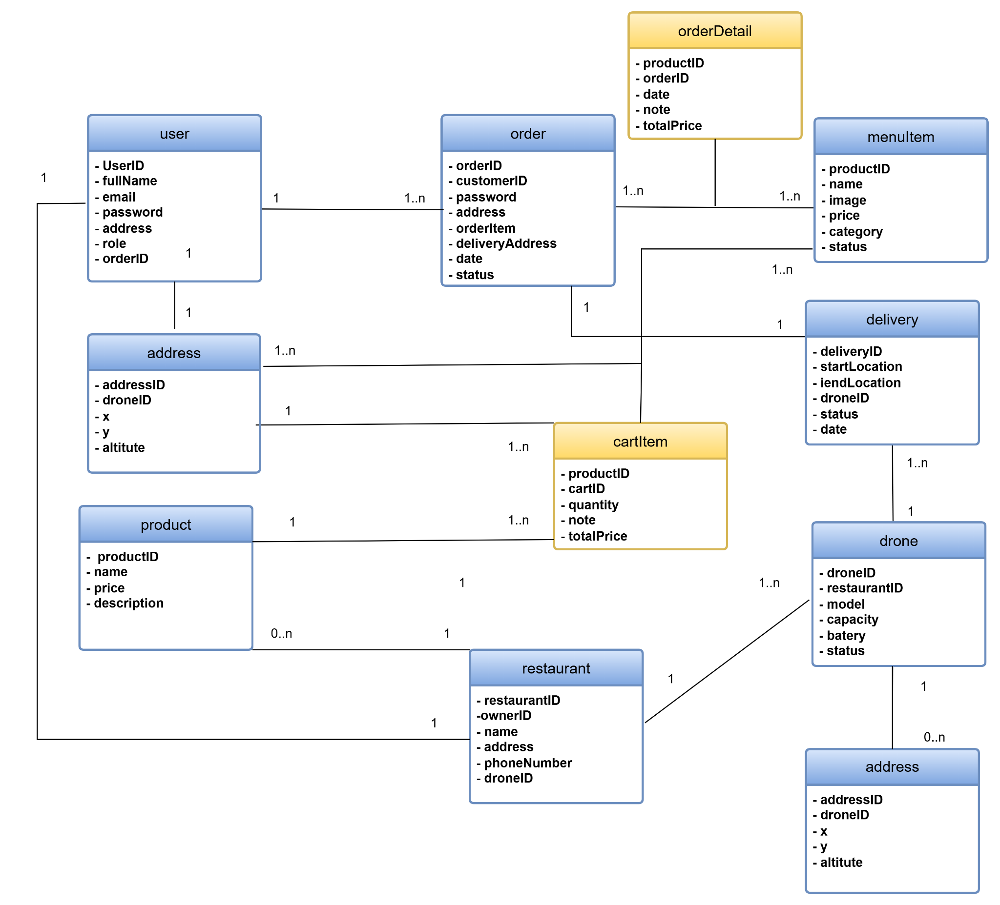 orderDetail
- productID
- orderID
- date
- note
- totalPrice
user
- UserID
- fullName
- email
- password
- address
- role
- orderID
order
- orderID
- customerID
- password
- address
- orderItem
- deliveryAddress
- date
- status
menuItem
- productID
- name
- image
- price
- category
- status
1
1
1..n
1..n
1..n
1
1
1..n
1
1
delivery
- deliveryID
- startLocation
- iendLocation
- droneID
- status
- date
address
- addressID
- droneID
- x
- y
- altitute
1..n
1
1..n
cartItem
- productID
- cartID
- quantity
- note
- totalPrice
1..n
1
product
- productID
- name
- price
- description
1
1..n
drone
- droneID
- restaurantID
- model
- capacity
- batery
- status
1
1..n
0..n
1
restaurant
- restaurantID
-ownerID
- name
- address
- phoneNumber
- droneID
1
1
1
0..n
address
- addressID
- droneID
- x
- y
- altitute